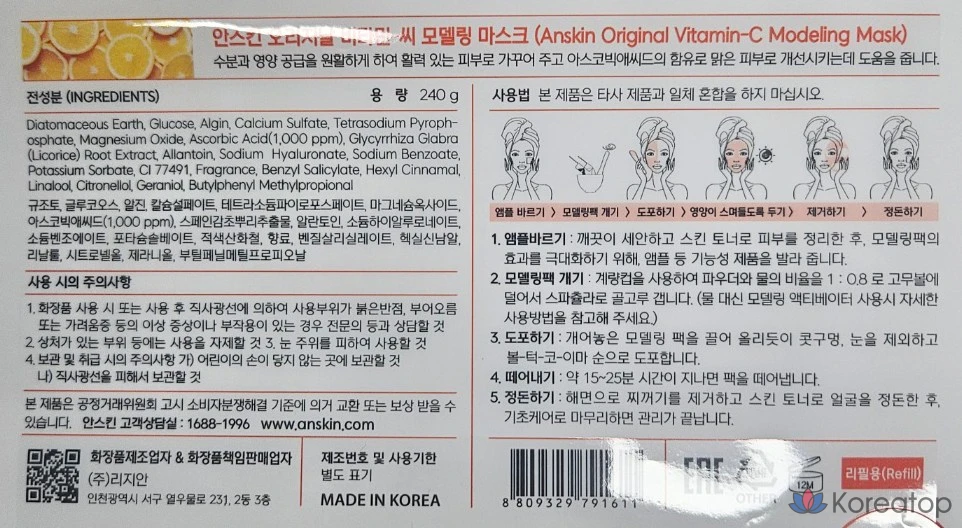 안스킨 오리지널 비타민 씨 모델링 마스크 (Anskin Original Vitamin-C Modeling Mask)
수분과 영양 공급을 원활하게 하여 활력 있는 피부로 가꾸어 주고 아스코빅애씨드의 함유로 맑은 피부로 개선시키는데 도움을 줍니다.
전성분 (INGREDIENTS) 용 량 240 g
Diatomaceous Earth, Glucose, Algin, Calcium Sulfate, Tetrasodium Pyroph-
osphate, Magnesium Oxide, Ascorbic Acid(1,000 ppm), Glycyrrhiza Glabra
(Licorice) Root Extract, Allantoin, Sodium Hyaluronate, Sodium Benzoate,
Potassium Sorbate, CI 77491, Fragrance, Benzyl Salicylate, Hexyl Cinnamal,
Linalool, Citronellol, Geraniol, Butylphenyl Methylpropional
규조토, 글루코오스, 알진, 칼슘설페이트, 테트라소듐파이로포스페이트, 마그네슘옥사이드,
아스코빅애씨드(1,000 ppm), 스페인감초뿌리추출물, 알란토인, 소듐하이알루로네이트,
소듐벤조에이트, 포타슘솔베이트, 적색산화철, 향료, 벤질살리실레이트, 헥실신남알,
리날룰, 시트로넬올, 제라니올, 부틸페닐메틸프로피오날
사용 시의 주의사항
1. 화장품 사용 시 또는 사용 후 직사광선에 의하여 사용부위가 붉은반점, 부어오름
또는 가려움증 등의 이상 증상이나 부작용이 있는 경우 전문의 등과 상담할 것
2. 상처가 있는 부위 등에는 사용을 자제할 것 3. 눈 주위를 피하여 사용할 것
4. 보관 및 취급 시의 주의사항 가) 어린이의 손이 닿지 않는 곳에 보관할 것
나) 직사광선을 피해서 보관할 것
본 제품은 공정거래위원회 고시 소비자분쟁해결 기준에 의거 교환 또는 보상 받을 수
있습니다. 안스킨 고객상담실 : 1688-1996 www.anskin.com
화장품제조업자 & 화장품책임판매업자
(주)리지안
인천광역시 서구 열우물로 231, 2동 3층
제조번호 및 사용기한
별도 표기
MADE IN KOREA
사용법 본 제품은 타사 제품과 일체 혼합을 하지 마십시오.
앰플 바르기 > 모델링팩 개기 > 도포하기 > 영양이 스며들도록 두기 > 제거하기 > 정돈하기
1. 앰플바르기 : 깨끗이 세안하고 스킨 토너로 피부를 정리한 후, 모델링팩의
효과를 극대화하기 위해, 앰플 등 기능성 제품을 발라 줍니다.
2. 모델링팩 개기 : 계량컵을 사용하여 파우더와 물의 비율을 1 : 0.8 로 고무볼에
덜어서 스파츌라로 골고루 갭니다. (물 대신 모델링 액티베이터 사용시 자세한
사용방법을 참고해 주세요.)
3. 도포하기 : 개어놓은 모델링 팩을 끌어 올리듯이 콧구멍, 눈을 제외하고
볼-턱-코-이마 순으로 도포합니다.
4. 떼어내기 : 약 15~25분 시간이 지나면 팩을 떼어냅니다.
5. 정돈하기 : 해면으로 찌꺼기를 제거하고 스킨 토너로 얼굴을 정돈한 후,
기초케어로 마무리하면 관리가 끝납니다.
8 809329 791611
EAC
OTHER
12M
리필용(Refill)
Koreatop